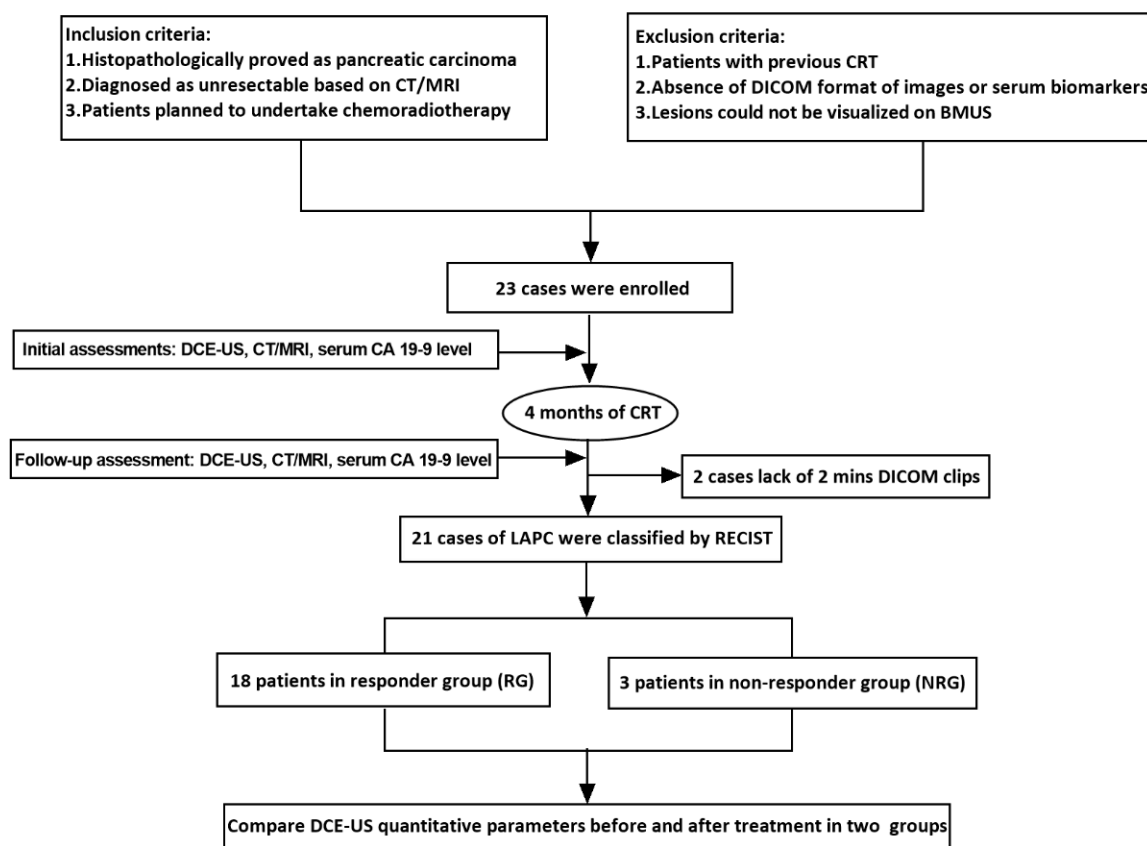 Inclusion criteria:
1.Histopathologically proved as pancreatic carcinoma
2.Diagnosed as unresectable based on CT/MRI
3.Patients planned to undertake chemoradiotherapy
Exclusion criteria:
1.Patients with previous CRT
2.Absence of DICOM format of images or serum biomarkers
3.Lesions could not be visualized on BMUS
23 cases were enrolled
Initial assessments: DCE-US, CT/MRI, serum CA 19-9 level
4 months of CRT
Follow-up assessment: DCE-US, CT/MRI, serum CA 19-9 level
2 cases lack of 2 mins DICOM clips
21 cases of LAPC were classified by RECIST
18 patients in responder group (RG)
3 patients in non-responder group (NRG)
Compare DCE-US quantitative parameters before and after treatment in two groups